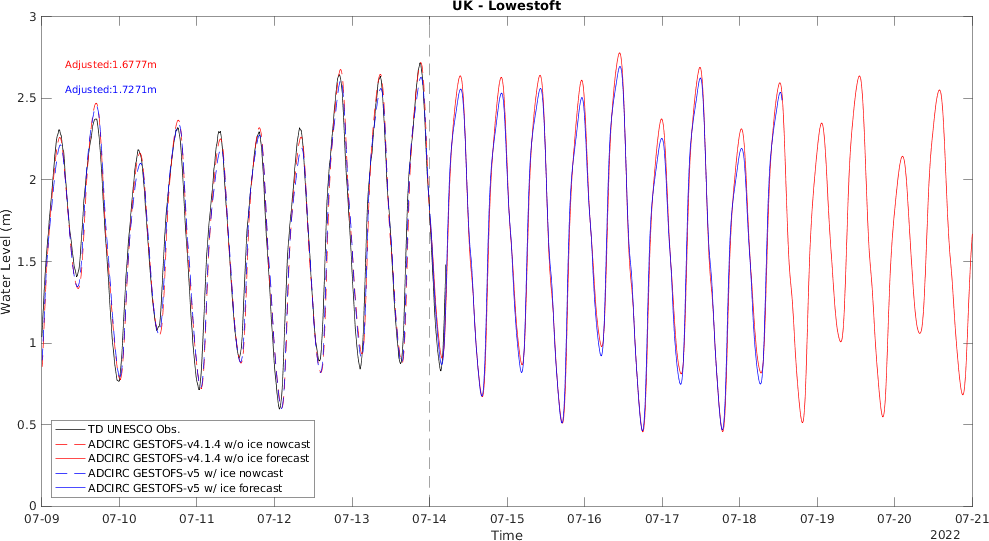 UK - Lowestoft
Adjusted:1.6777m
Adjusted:1.7271m
Water Level (m)
3
2.5
2
1.5
1
0.5
0
TD UNESCO Obs.
ADCIRC GESTOFS-v4.1.4 w/o ice nowcast
ADCIRC GESTOFS-v4.1.4 w/o ice forecast
ADCIRC GESTOFS-v5 w/ ice nowcast
ADCIRC GESTOFS-v5 w/ ice forecast
07-09 07-10 07-11 07-12 07-13 07-14 07-15 07-16 07-17 07-18 07-19 07-20 07-21
Time
2022